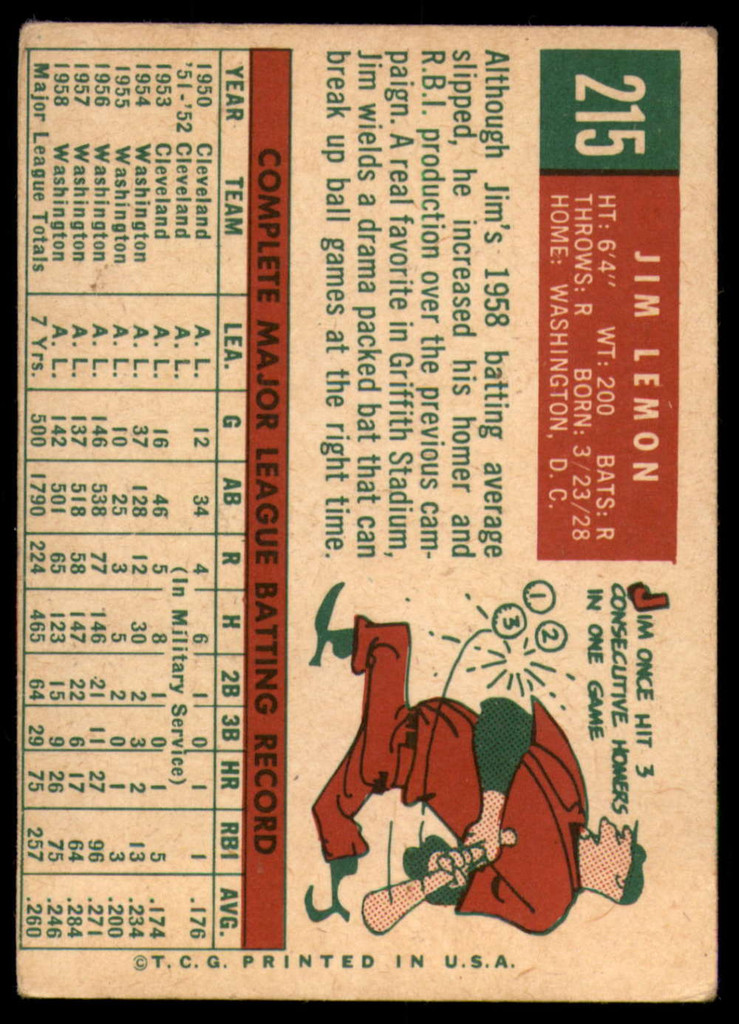 215
JIM LEMON
HT: 6'4" WT: 200 BATS: R
THROWS: R BORN: 3/23/28
HOME: WASHINGTON, D. C.
Although Jim's 1958 batting average
slipped, he increased his homer and
R.B.I. production over the previous cam-
paign. A real favorite in Griffith Stadium,
Jim wields a drama packed bat that can
break up ball games at the right time.
JIM ONCE HIT 3
CONSECUTIVE HOMERS
IN ONE GAME
1
2
3
COMPLETE MAJOR LEAGUE BATTING RECORD
YEAR TEAM LEA. G AB R H 2B 3B HR RBI AVG.
1950 Cleveland A. L. 12 34 4 6 1 0 1 1 .176
'51-'52 Cleveland A. L. (In Military Service)
1953 Cleveland A. L. 16 46 5 8 1 0 1 5 .174
1954 Washington A. L. 37 128 12 30 2 3 2 13 .234
1955 Washington A. L. 10 25 3 5 2 0 1 3 .200
1956 Washington A. L. 146 538 77 146 21 11 27 96 .271
1957 Washington A. L. 137 518 58 147 22 6 17 64 .284
1958 Washington A. L. 142 501 65 123 15 9 26 75 .246
Major League Totals 7 Yrs. 500 1790 224 465 64 29 75 257 .260
© T. C. G. PRINTED IN U.S.A.